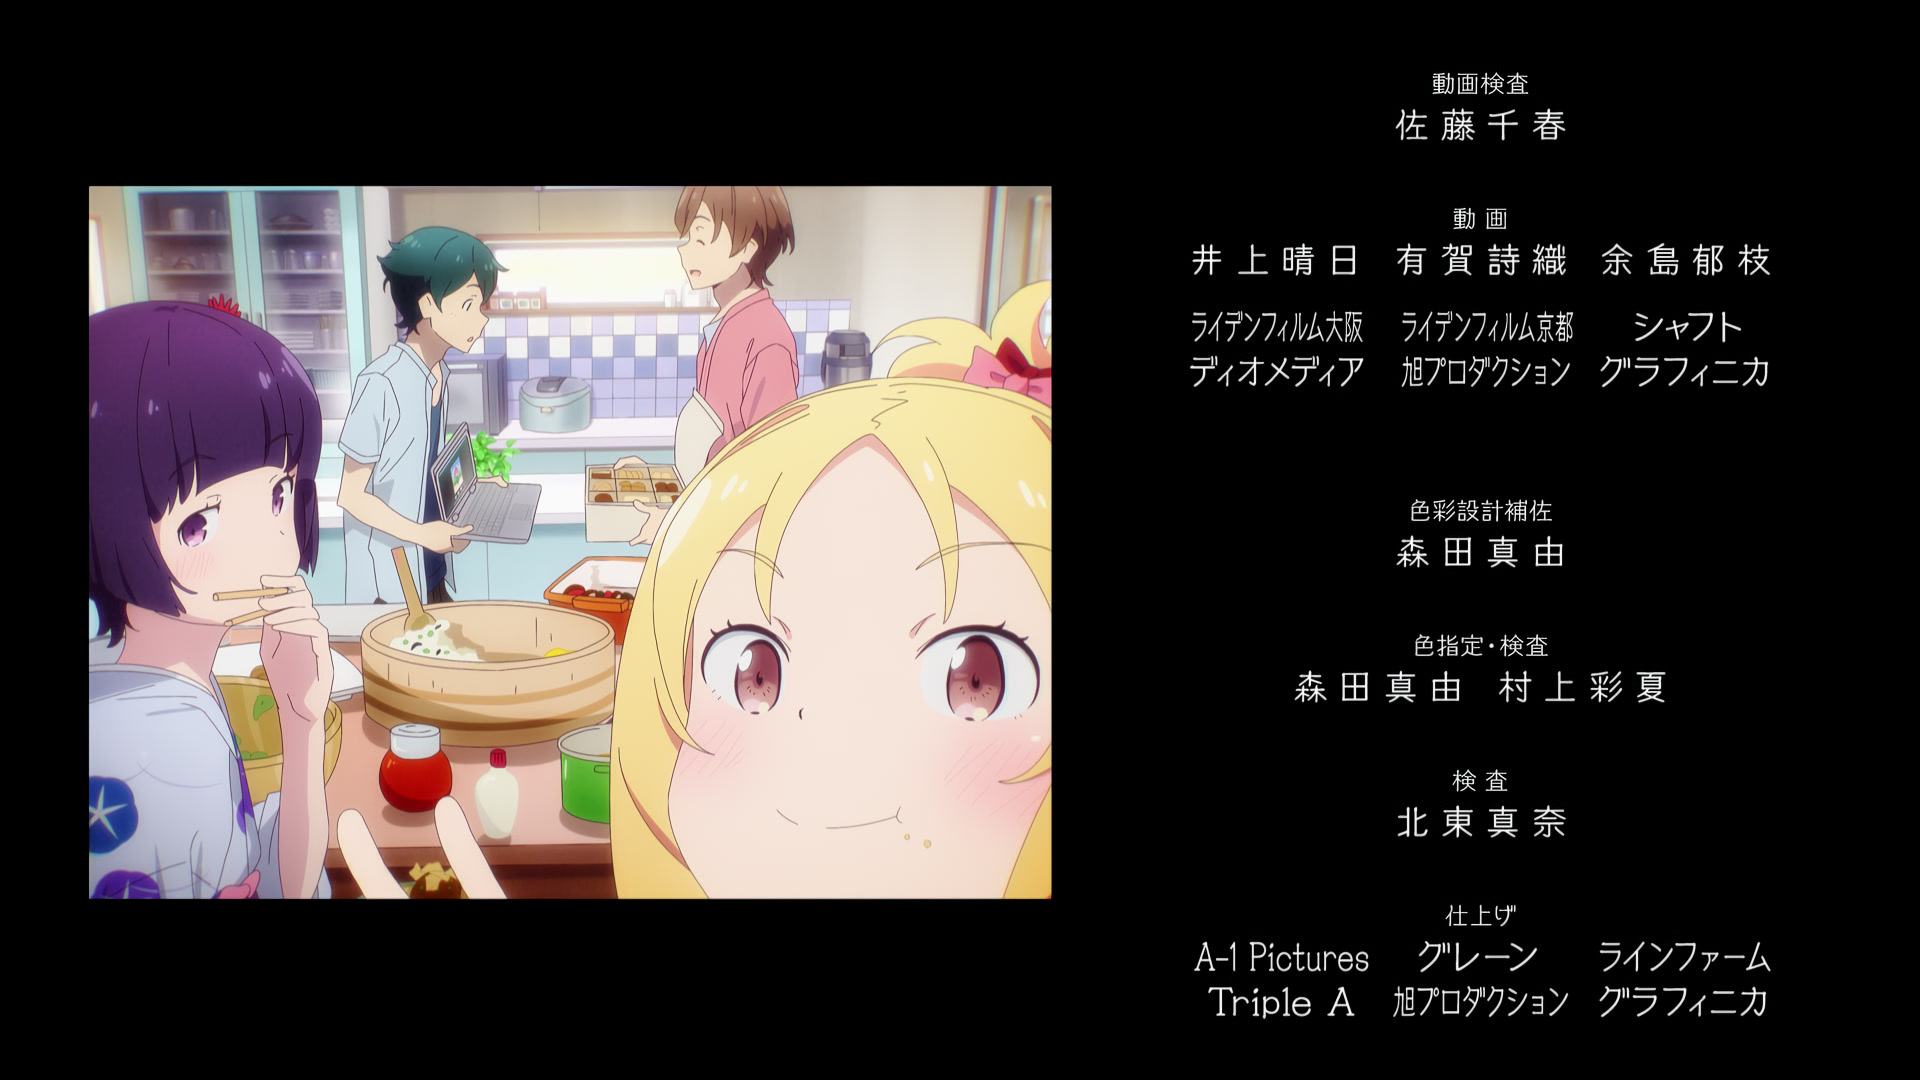 動画検査
佐藤千春
動画
井上晴日 有賀詩織 余島郁枝
ライデンフィルム大阪 ライデンフィルム京都 シャフト
ディオメディア 旭プロダクション グラフィニカ
色彩設計補佐
森田真由
色指定・検査
森田真由 村上彩夏
検査
北東真奈
仕上げ
A-1 Pictures グレーン ラインファーム
Triple A 旭プロダクション グラフィニカ